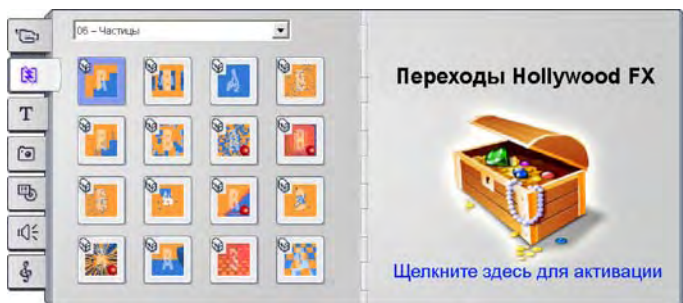 06 – Частицы
Переходы Hollywood FX
T
Щелкните здесь для активации